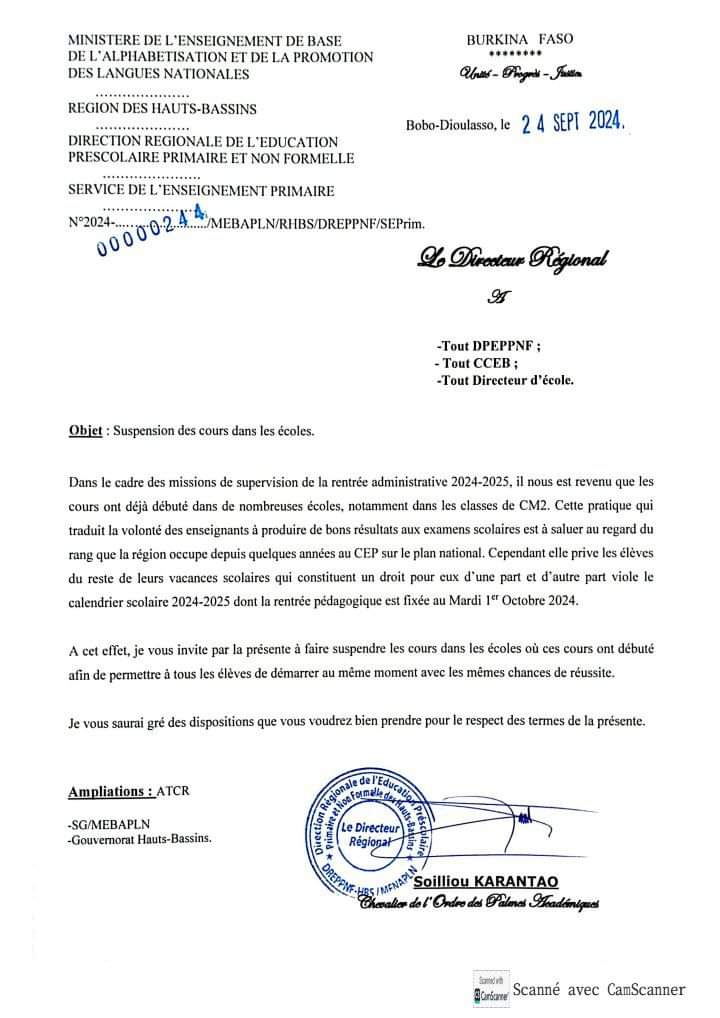 MINISTERE DE L'ENSEIGNEMENT DE BASE
DE L'ALPHABETISATION ET DE LA PROMOTION
DES LANGUES NATIONALES
.....................
REGION DES HAUTS-BASSINS
.....................
DIRECTION REGIONALE DE L'EDUCATION
PRESCOLAIRE PRIMAIRE ET NON FORMELLE
......................
SERVICE DE L'ENSEIGNEMENT PRIMAIRE
......................
N°2024-00000244/MEBAPLN/RHBS/DREPPNF/SEPrim.
BURKINA FASO
********
Unité – Progrès – Justice
Bobo-Dioulasso, le 24 SEPT 2024.
Le Directeur Régional
A
-Tout DPEPPNF ;
- Tout CCEB ;
-Tout Directeur d'école.
Objet : Suspension des cours dans les écoles.
Dans le cadre des missions de supervision de la rentrée administrative 2024-2025, il nous est revenu que les
cours ont déjà débuté dans de nombreuses écoles, notamment dans les classes de CM2. Cette pratique qui
traduit la volonté des enseignants à produire de bons résultats aux examens scolaires est à saluer au regard du
rang que la région occupe depuis quelques années au CEP sur le plan national. Cependant elle prive les élèves
du reste de leurs vacances scolaires qui constituent un droit pour eux d'une part et d'autre part viole le
calendrier scolaire 2024-2025 dont la rentrée pédagogique est fixée au Mardi 1er Octobre 2024.
A cet effet, je vous invite par la présente à faire suspendre les cours dans les écoles où ces cours ont débuté
afin de permettre à tous les élèves de démarrer au même moment avec les mêmes chances de réussite.
Je vous saurai gré des dispositions que vous voudrez bien prendre pour le respect des termes de la présente.
Ampliations : ATCR
-SG/MEBAPLN
-Gouvernorat Hauts-Bassins.
Direction Régionale de l'Education Préscolaire
Primaire et Non Formelle des Hauts-Bassins
Le Directeur
Régional
DREPPNF-HBS/MENAPLN
Soilliou KARANTAO
Chevalier de l'Ordre des Palmes Académiques
Scanned with
CamScanner
Scanné avec CamScanner